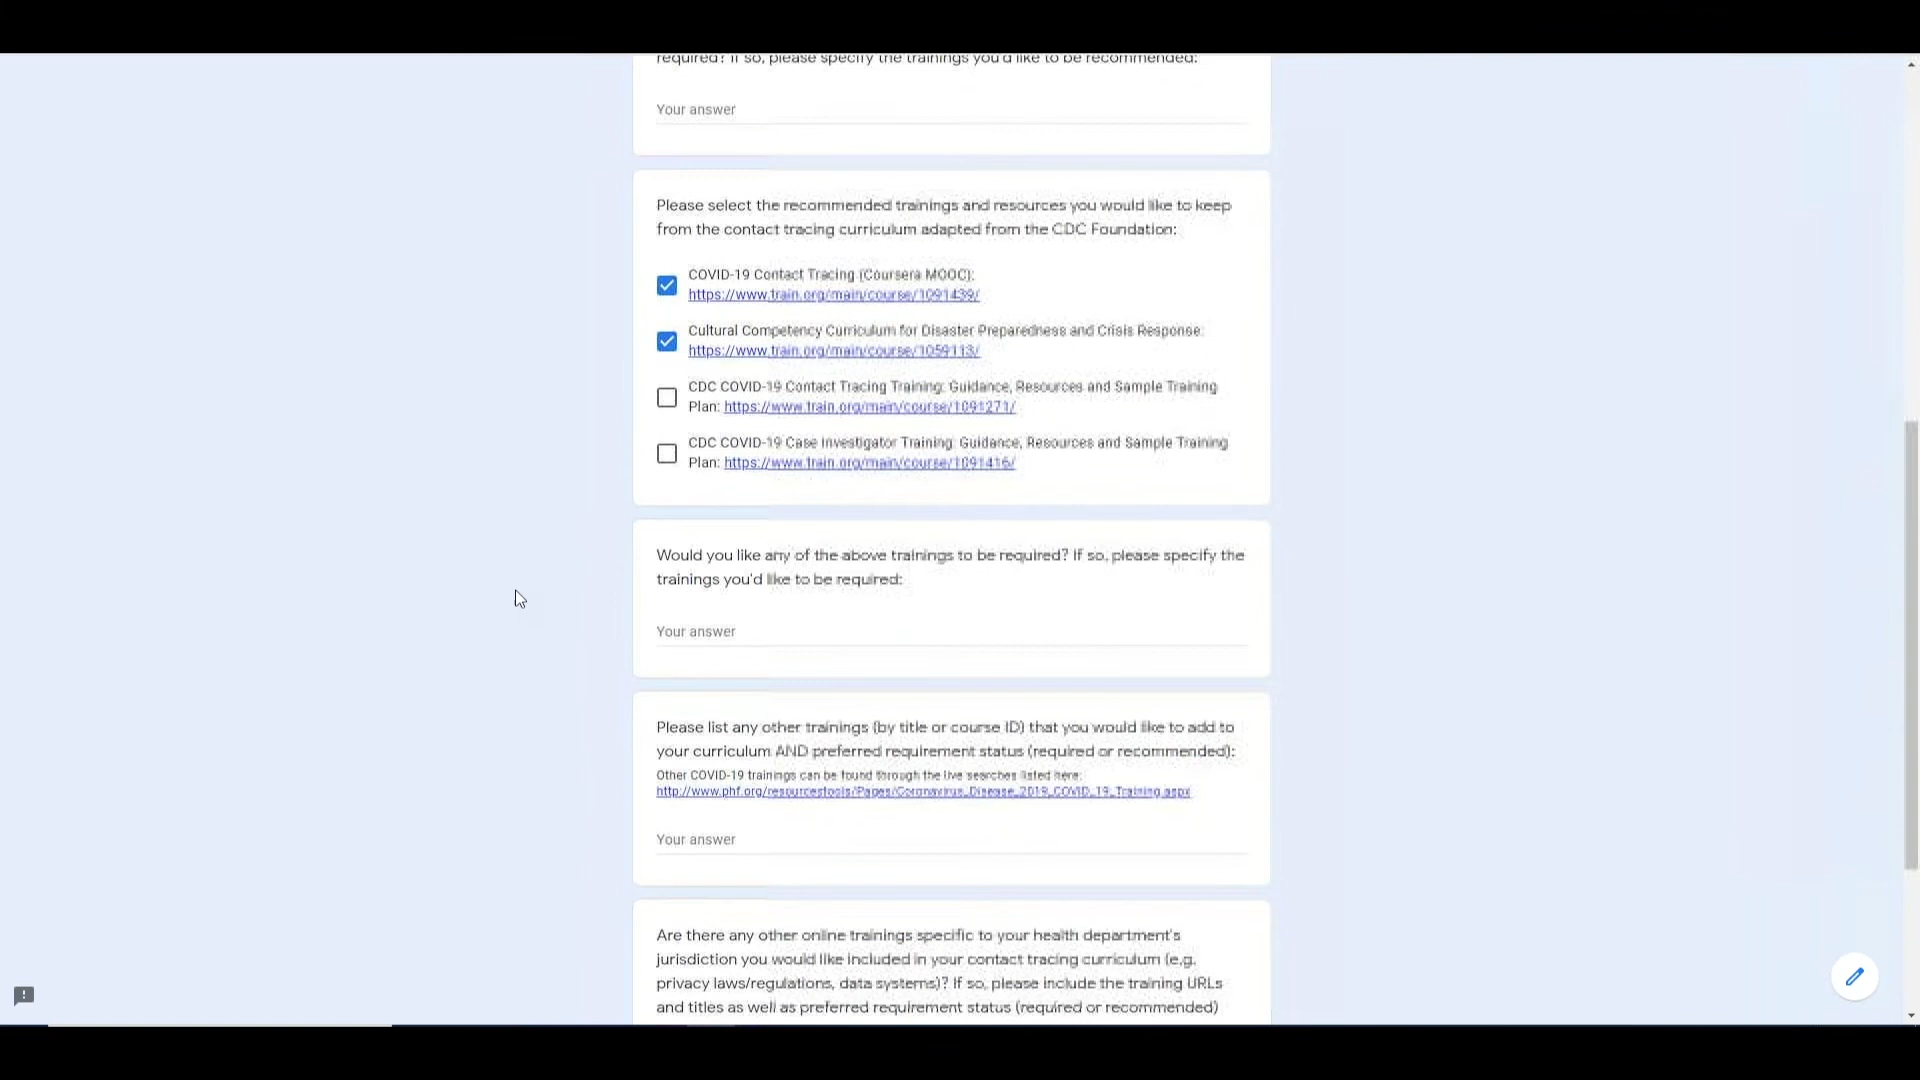 required? If so, please specify the trainings you'd like to be recommended:
Your answer
Please select the recommended trainings and resources you would like to keep
from the contact tracing curriculum adapted from the CDC Foundation:
COVID-19 Contact Tracing (Coursera MOOC):
https://www.train.org/main/course/1091439/
Cultural Competency Curriculum for Disaster Preparedness and Crisis Response:
https://www.train.org/main/course/1059113/
CDC COVID-19 Contact Tracing Training: Guidance, Resources and Sample Training
Plan: https://www.train.org/main/course/1091271/
CDC COVID-19 Case Investigator Training: Guidance, Resources and Sample Training
Plan: https://www.train.org/main/course/1091416/
Would you like any of the above trainings to be required? If so, please specify the
trainings you'd like to be required:
Your answer
Please list any other trainings (by title or course ID) that you would like to add to
your curriculum AND preferred requirement status (required or recommended):
Other COVID-19 trainings can be found through the live searches listed here:
http://www.phf.org/resourcestools/Pages/Coronavirus_Disease_2019_COVID_19_Training.aspx
Your answer
Are there any other online trainings specific to your health department's
jurisdiction you would like included in your contact tracing curriculum (e.g.
privacy laws/regulations, data systems)? If so, please include the training URLs
and titles as well as preferred requirement status (required or recommended)